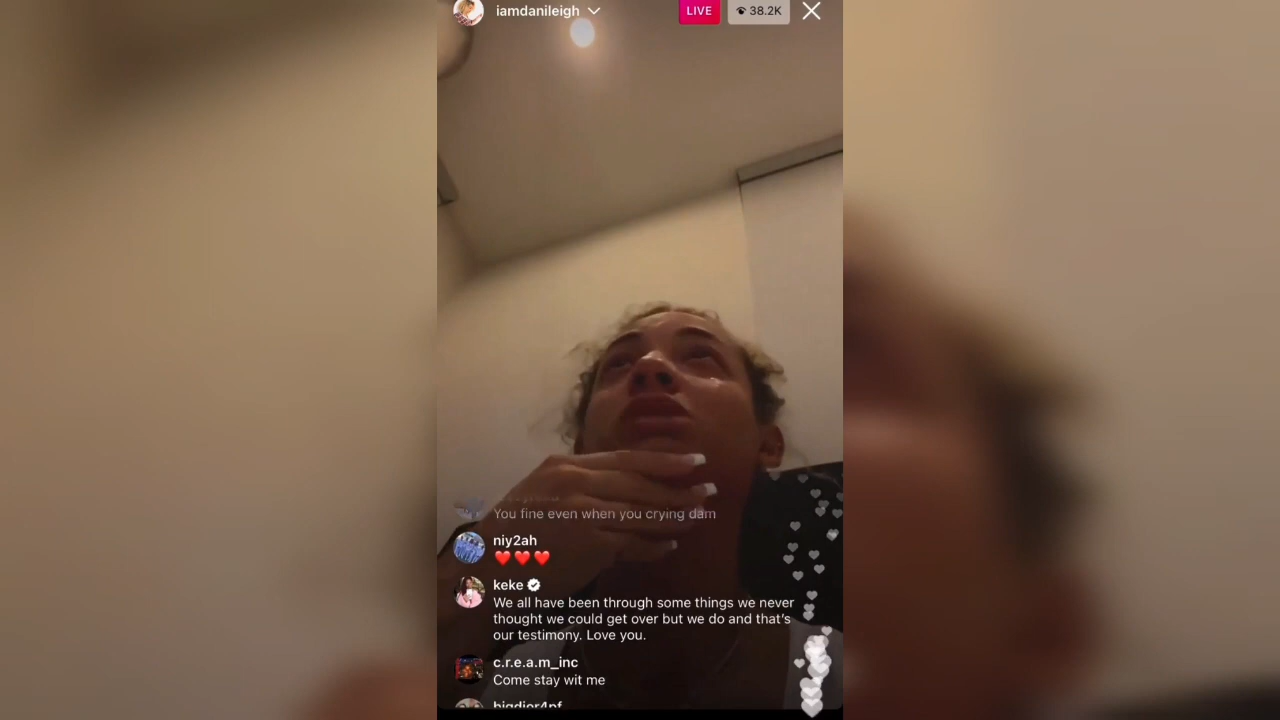 iamdanileigh
LIVE
38.2K
You fine even when you crying dam
niy2ah
❤️❤️❤️
keke
We all have been through some things we never
thought we could get over but we do and that's
our testimony. Love you.
c.r.e.a.m_inc
Come stay wit me
bigdior4pf